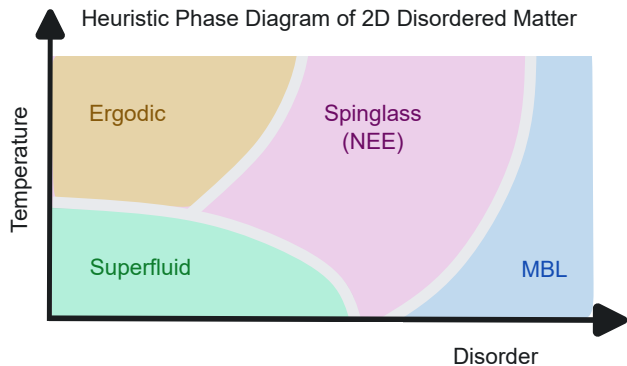 Heuristic Phase Diagram of 2D Disordered Matter
Temperature
Ergodic
Spinglass
(NEE)
Superfluid
MBL
Disorder